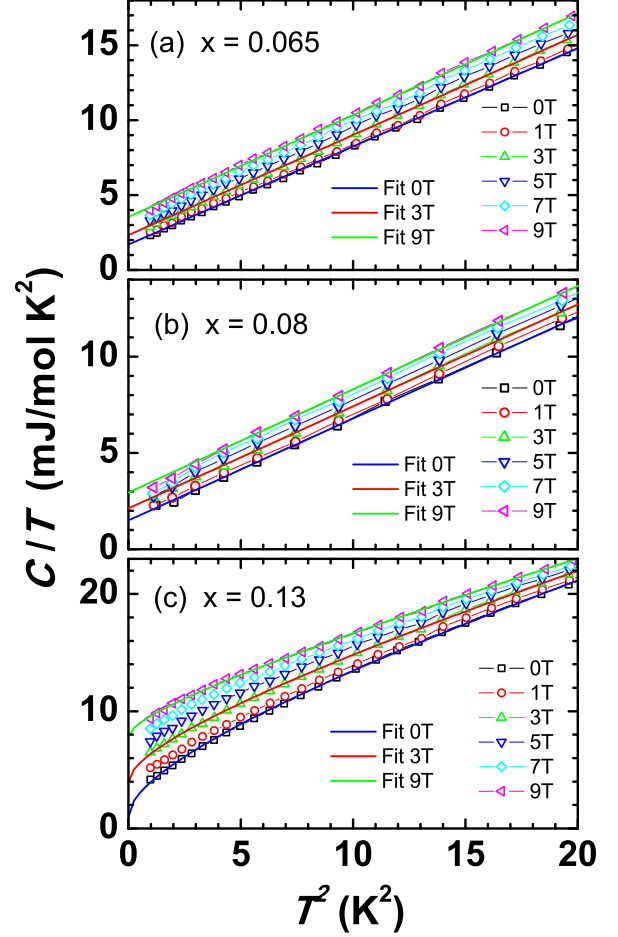 (a) x = 0.065
15
10
5
0
0T
1T
3T
5T
7T
9T
Fit 0T
Fit 3T
Fit 9T
(b) x = 0.08
10
5
0
0T
1T
3T
5T
7T
9T
Fit 0T
Fit 3T
Fit 9T
C/T (mJ/mol K²)
(c) x = 0.13
20
10
0
0T
1T
3T
5T
7T
9T
Fit 0T
Fit 3T
Fit 9T
0 5 10 15 20
T² (K²)